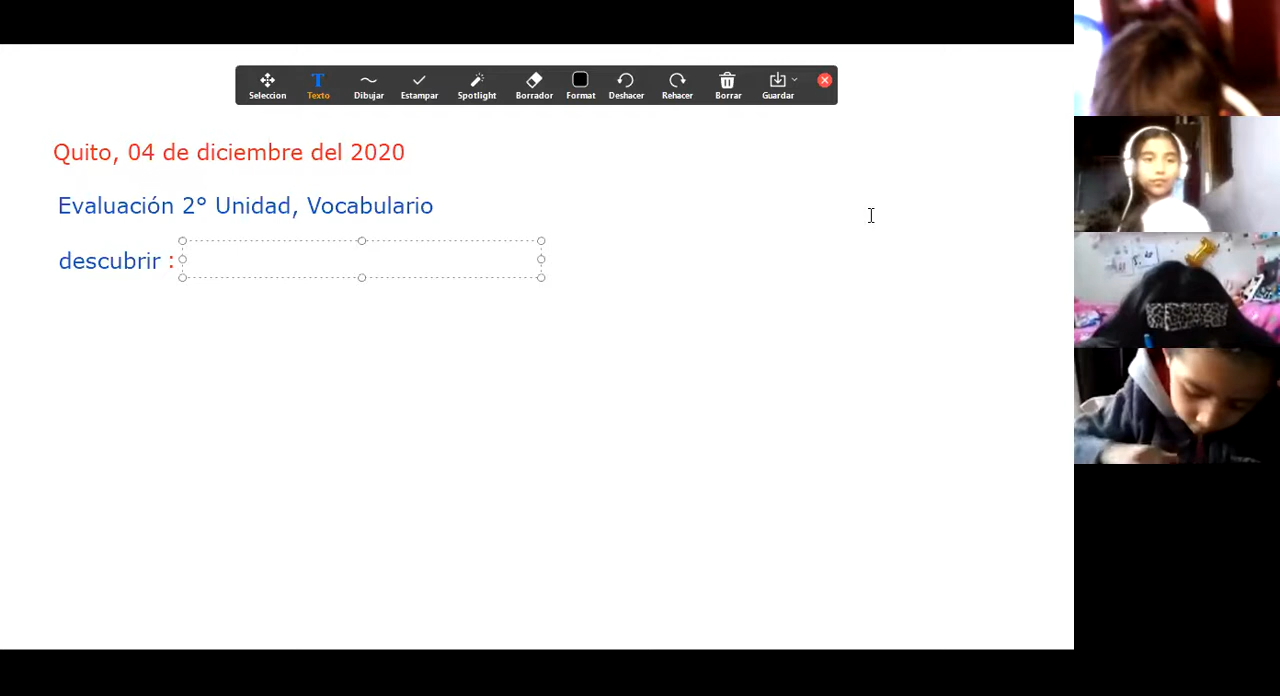 Seleccion Texto Dibujar Estampar Spotlight Borrador Format Deshacer Rehacer Borrar Guardar
Quito, 04 de diciembre del 2020
Evaluación 2° Unidad, Vocabulario
descubrir :